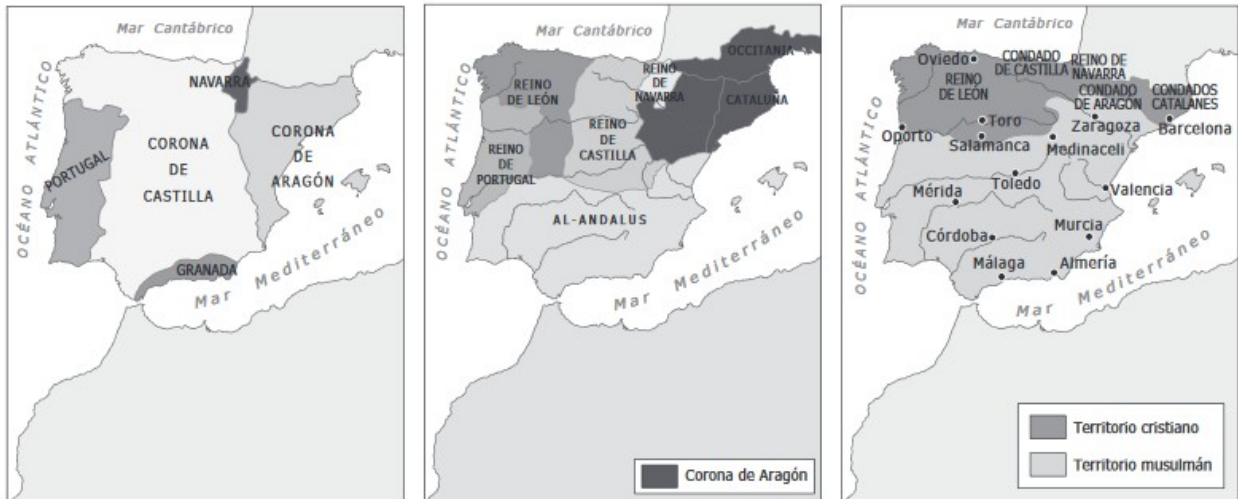 Mar Cantábrico
OCÉANO ATLÁNTICO
NAVARRA
PORTUGAL
CORONA
DE
CASTILLA
CORONA
DE
ARAGÓN
GRANADA
Mar Mediterráneo
Mar Cantábrico
OCÉANO ATLÁNTICO
OCCITANIA
REINO
DE LEÓN
REINO
DE
NAVARRA
CATALUÑA
REINO
DE
CASTILLA
REINO
DE
PORTUGAL
AL-ANDALUS
Mar Mediterráneo
Corona de Aragón
Mar Cantábrico
OCÉANO ATLÁNTICO
Oviedo
CONDADO
DE CASTILLA
REINO DE
NAVARRA
REINO
DE LEÓN
CONDADO
DE ARAGÓN
CONDADOS
CATALANES
Toro
Zaragoza
Barcelona
Oporto
Salamanca
Medinaceli
Toledo
Mérida
Valencia
Córdoba
Murcia
Málaga
Almería
Mar Mediterráneo
Territorio cristiano
Territorio musulmán